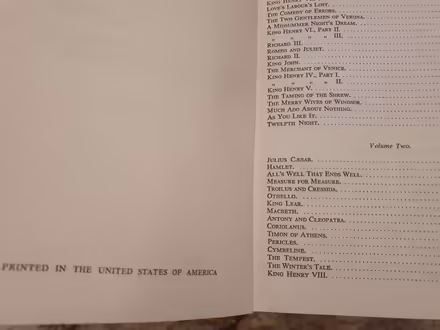 PRINTED IN THE UNITED STATES OF AMERICA
LOVE'S LABOUR'S LOST.
THE COMEDY OF ERRORS.
THE TWO GENTLEMEN OF VERONA.
A MIDSUMMER NIGHT'S DREAM.
KING HENRY VI., PART II.
" " " " III.
RICHARD III.
ROMEO AND JULIET.
RICHARD II.
KING JOHN.
THE MERCHANT OF VENICE.
KING HENRY IV., PART I.
" " " " II.
KING HENRY V.
THE TAMING OF THE SHREW.
THE MERRY WIVES OF WINDSOR.
MUCH ADO ABOUT NOTHING.
AS YOU LIKE IT.
TWELFTH NIGHT.
Volume Two.
JULIUS CÆSAR.
HAMLET.
ALL'S WELL THAT ENDS WELL.
MEASURE FOR MEASURE.
TROILUS AND CRESSIDA.
OTHELLO.
KING LEAR.
MACBETH.
ANTONY AND CLEOPATRA.
CORIOLANUS.
TIMON OF ATHENS.
PERICLES.
CYMBELINE.
THE TEMPEST.
THE WINTER'S TALE.
KING HENRY VIII.